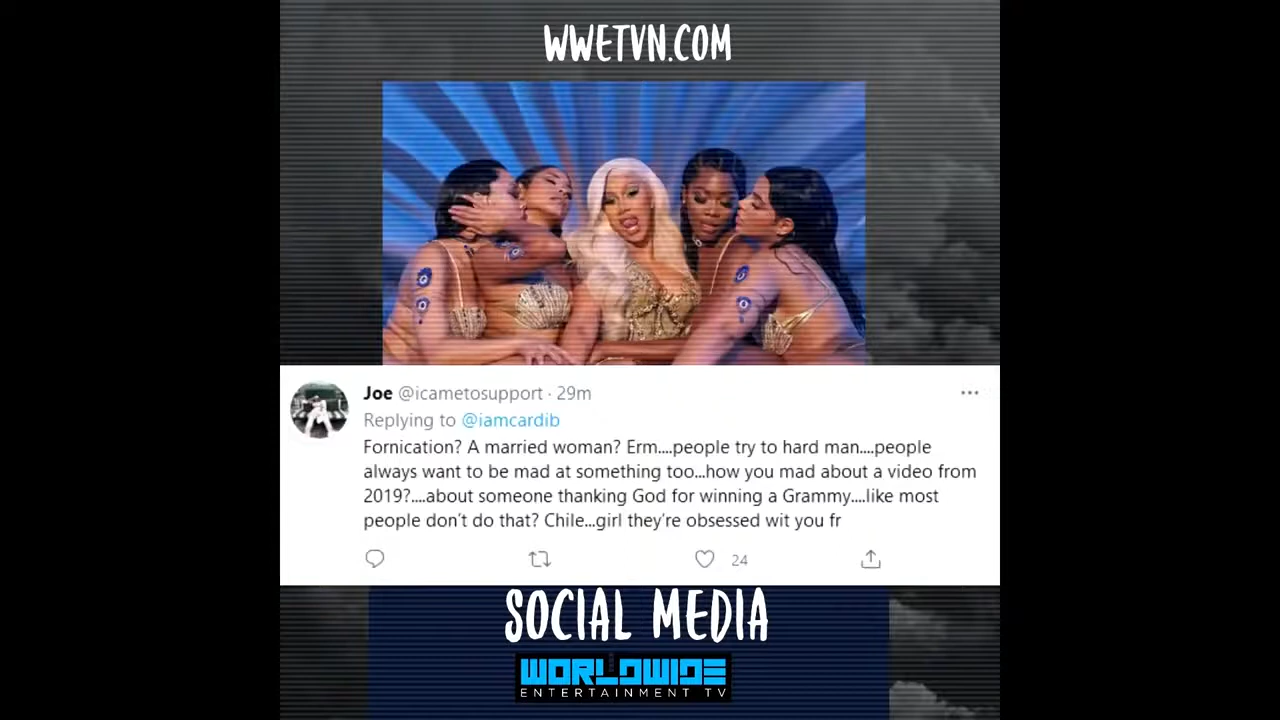 WWETVN.COM
Joe @icametosupport · 29m
Replying to @iamcardib
Fornication? A married woman? Erm....people try to hard man....people
always want to be mad at something too...how you mad about a video from
2019?....about someone thanking God for winning a Grammy....like most
people don't do that? Chile...girl they're obsessed wit you fr
24
SOCIAL MEDIA
WORLDWIDE
ENTERTAINMENT TV